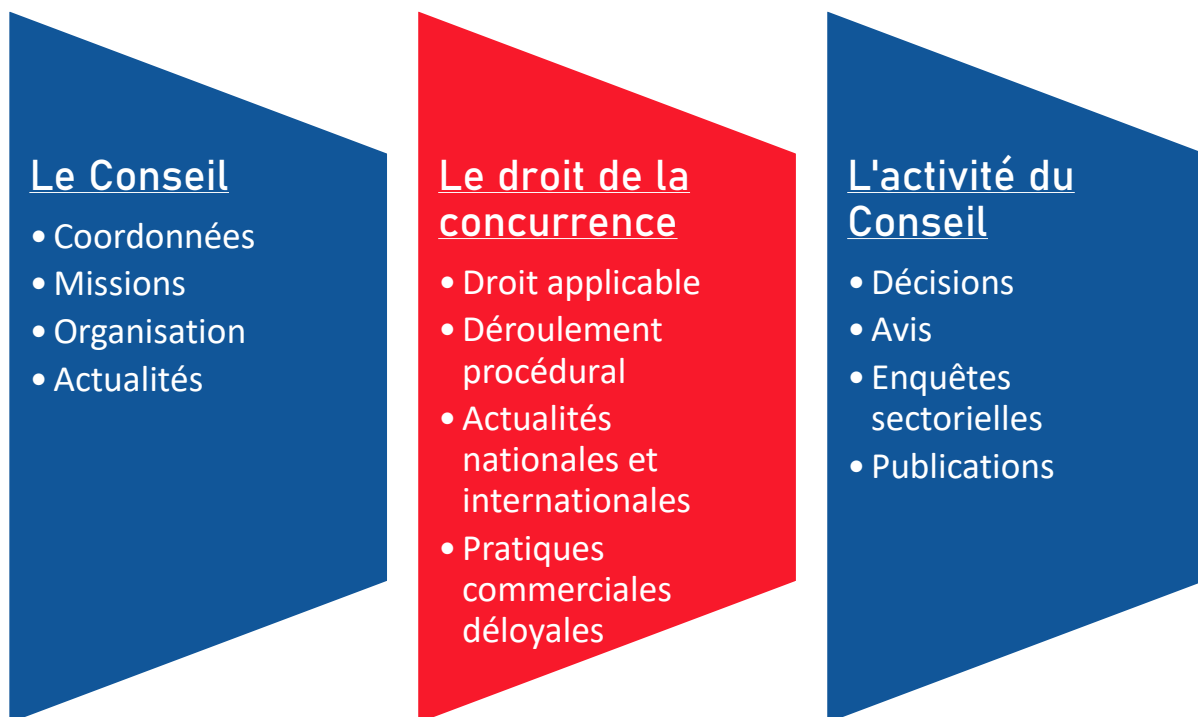 Le Conseil
• Coordonnées
• Missions
• Organisation
• Actualités
Le droit de la
concurrence
• Droit applicable
• Déroulement
procédural
• Actualités
nationales et
internationales
• Pratiques
commerciales
déloyales
L'activité du
Conseil
• Décisions
• Avis
• Enquêtes
sectorielles
• Publications